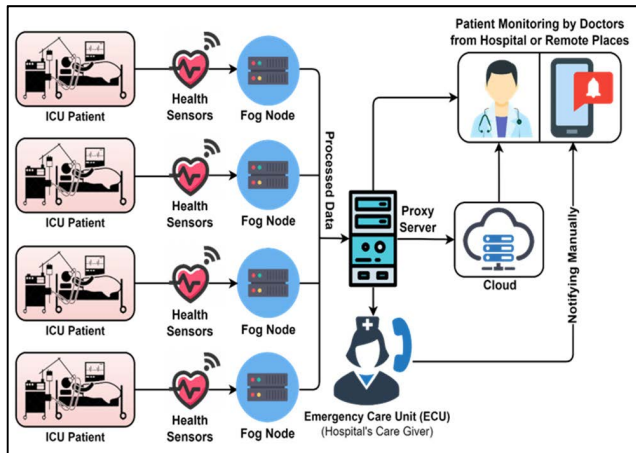 Patient Monitoring by Doctors
from Hospital or Remote Places
ICU Patient
Health
Sensors
Fog Node
ICU Patient
Health
Sensors
Fog Node
ICU Patient
Health
Sensors
Fog Node
ICU Patient
Health
Sensors
Fog Node
Processed Data
Proxy
Server
Cloud
Notifying Manually
Emergency Care Unit (ECU)
(Hospital's Care Giver)